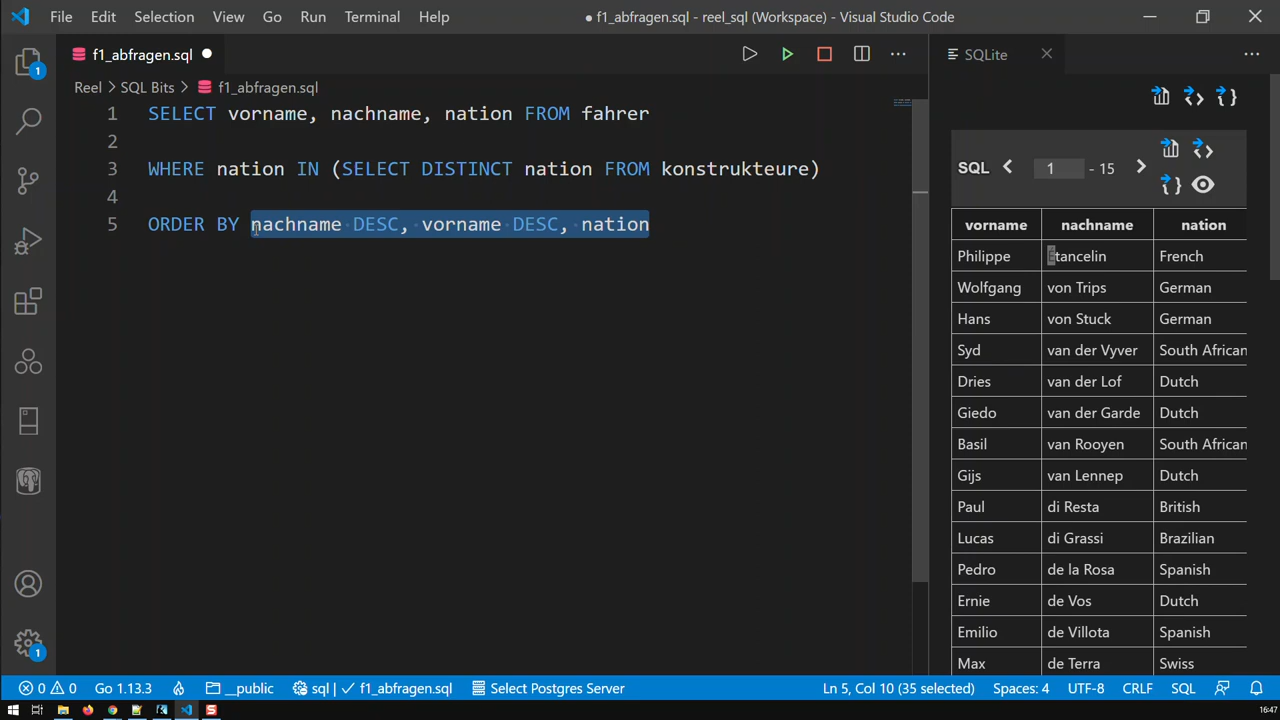 File Edit Selection View Go Run Terminal Help
● f1_abfragen.sql - reel_sql (Workspace) - Visual Studio Code
f1_abfragen.sql
Reel > SQL Bits > f1_abfragen.sql
1 SELECT vorname, nachname, nation FROM fahrer
2
3 WHERE nation IN (SELECT DISTINCT nation FROM konstrukteure)
4
5 ORDER BY nachname DESC, vorname DESC, nation
1
1
SQLite
SQL < 1 - 15 >
vorname nachname nation
Philippe Étancelin French
Wolfgang von Trips German
Hans von Stuck German
Syd van der Vyver South African
Dries van der Lof Dutch
Giedo van der Garde Dutch
Basil van Rooyen South African
Gijs van Lennep Dutch
Paul di Resta British
Lucas di Grassi Brazilian
Pedro de la Rosa Spanish
Ernie de Vos Dutch
Emilio de Villota Spanish
Max de Terra Swiss
0 0 Go 1.13.3 __public sql | ✓ f1_abfragen.sql Select Postgres Server Ln 5, Col 10 (35 selected) Spaces: 4 UTF-8 CRLF SQL
16:47